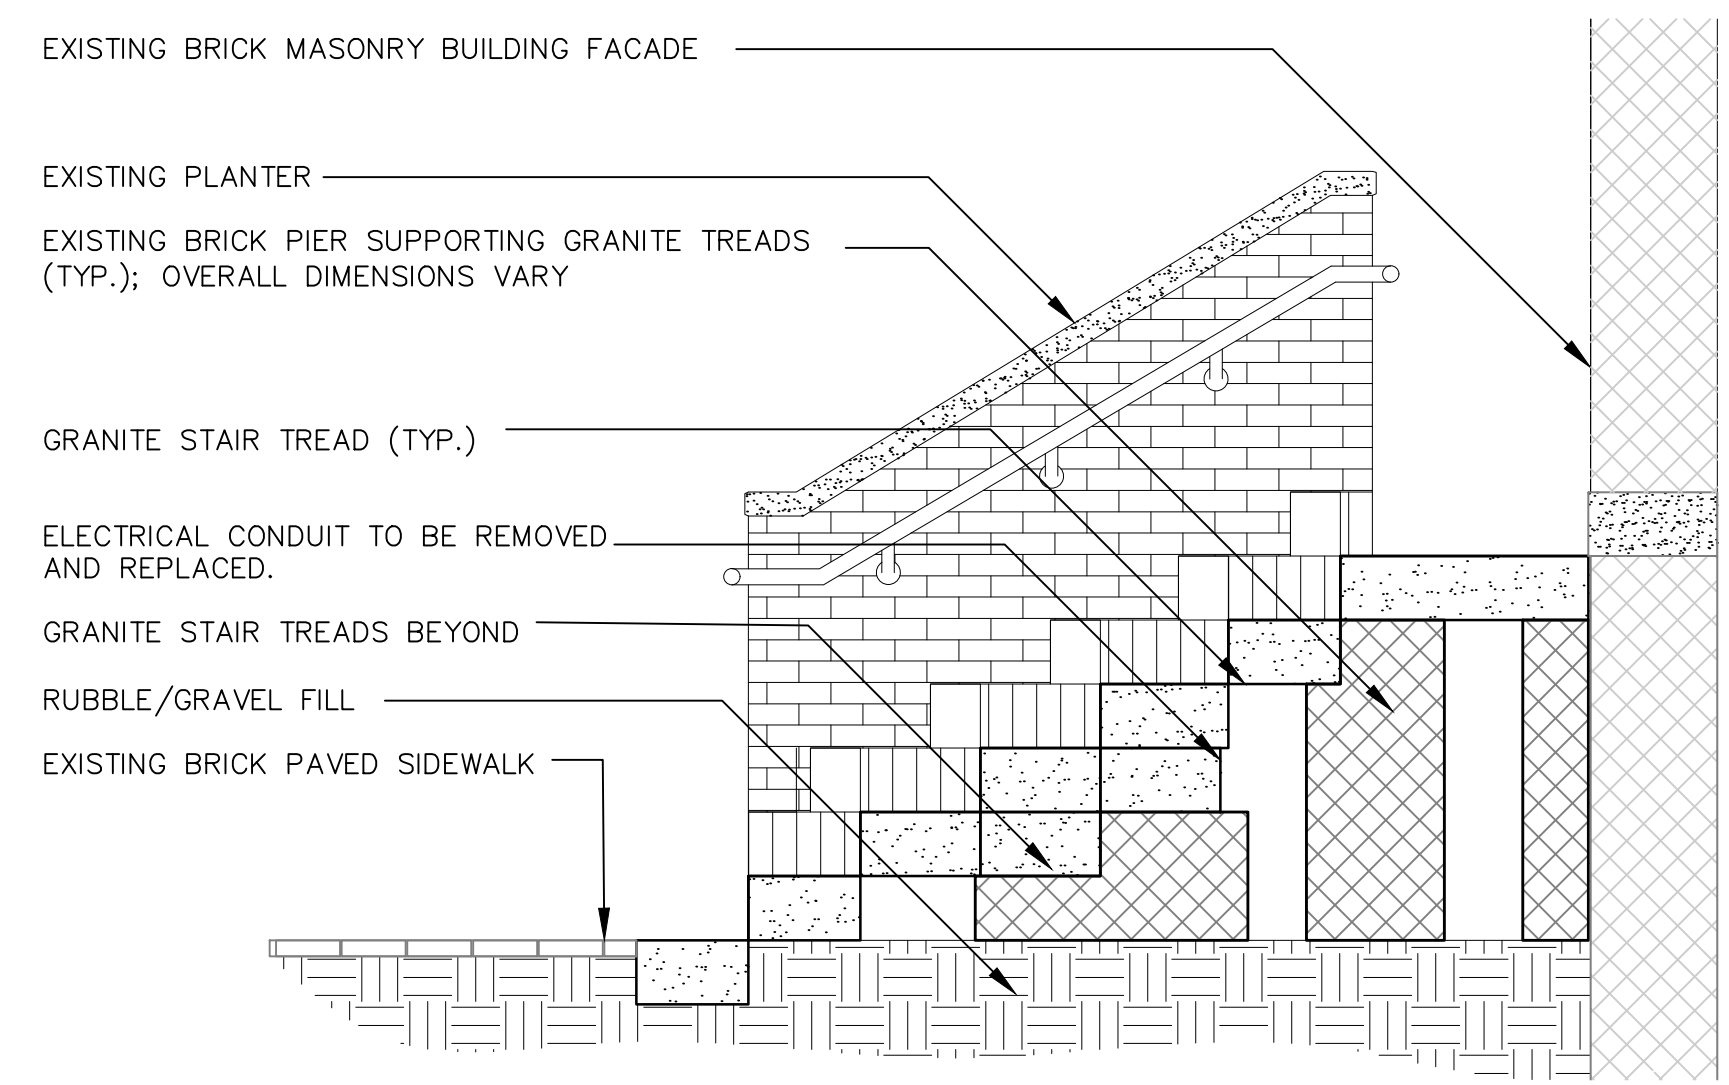 EXISTING BRICK MASONRY BUILDING FACADE
EXISTING PLANTER
EXISTING BRICK PIER SUPPORTING GRANITE TREADS
(TYP.); OVERALL DIMENSIONS VARY
GRANITE STAIR TREAD (TYP.)
ELECTRICAL CONDUIT TO BE REMOVED
AND REPLACED.
GRANITE STAIR TREADS BEYOND
RUBBLE/GRAVEL FILL
EXISTING BRICK PAVED SIDEWALK